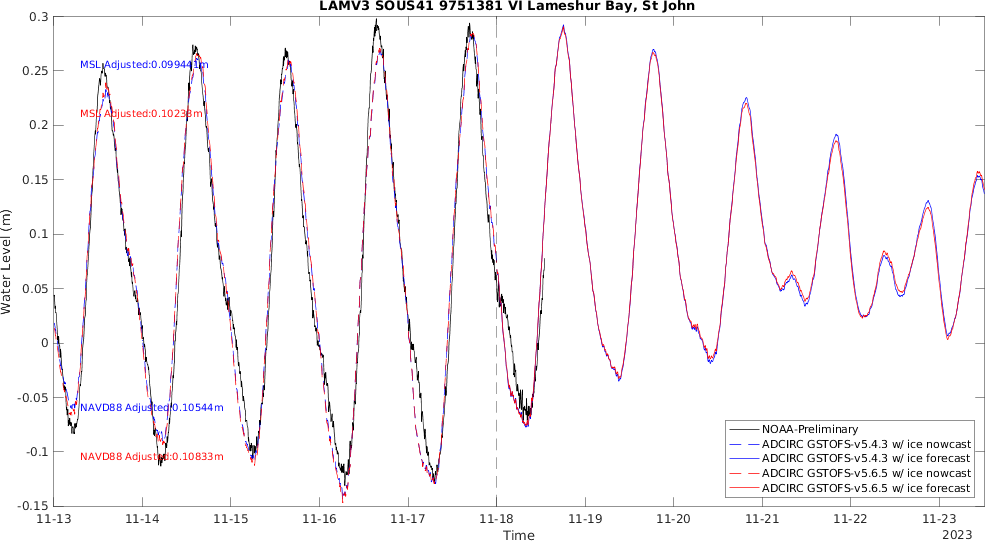 LAMV3 SOUS41 9751381 VI Lameshur Bay, St John
0.3
0.25
0.2
0.15
0.1
0.05
0
-0.05
-0.1
-0.15
Water Level (m)
MSL Adjusted:0.099441m
MSL Adjusted:0.10233m
NAVD88 Adjusted:0.10544m
NAVD88 Adjusted:0.10833m
NOAA-Preliminary
ADCIRC GSTOFS-v5.4.3 w/ ice nowcast
ADCIRC GSTOFS-v5.4.3 w/ ice forecast
ADCIRC GSTOFS-v5.6.5 w/ ice nowcast
ADCIRC GSTOFS-v5.6.5 w/ ice forecast
11-13 11-14 11-15 11-16 11-17 11-18 11-19 11-20 11-21 11-22 11-23
Time
2023